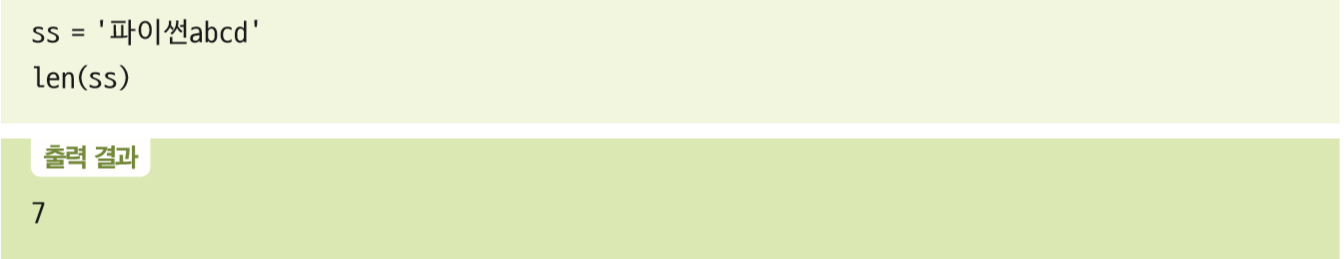 ss = '파이썬abcd'
len(ss)
출력 결과
7